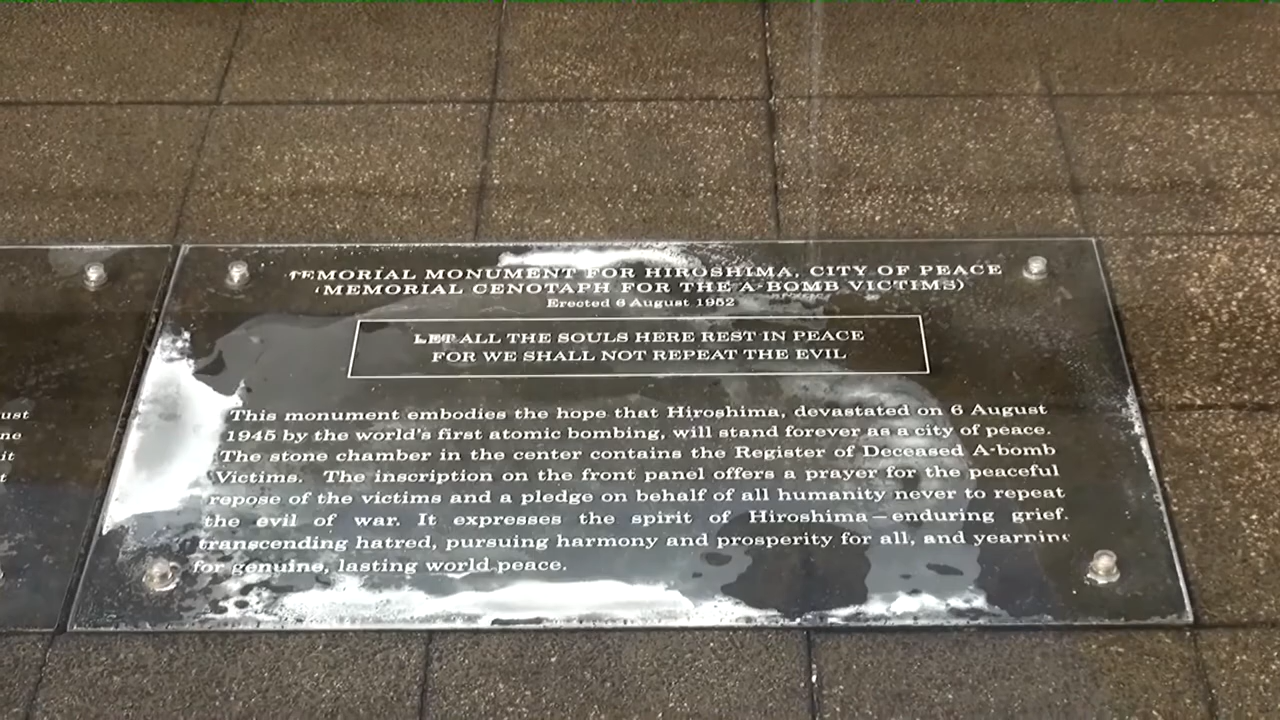 MEMORIAL MONUMENT FOR HIROSHIMA, CITY OF PEACE
(MEMORIAL CENOTAPH FOR THE A-BOMB VICTIMS)
Erected 6 August 1952
LET ALL THE SOULS HERE REST IN PEACE
FOR WE SHALL NOT REPEAT THE EVIL
This monument embodies the hope that Hiroshima, devastated on 6 August
1945 by the world's first atomic bombing, will stand forever as a city of peace.
The stone chamber in the center contains the Register of Deceased A-bomb
Victims. The inscription on the front panel offers a prayer for the peaceful
repose of the victims and a pledge on behalf of all humanity never to repeat
the evil of war. It expresses the spirit of Hiroshima — enduring grief,
transcending hatred, pursuing harmony and prosperity for all, and yearning
for genuine, lasting world peace.